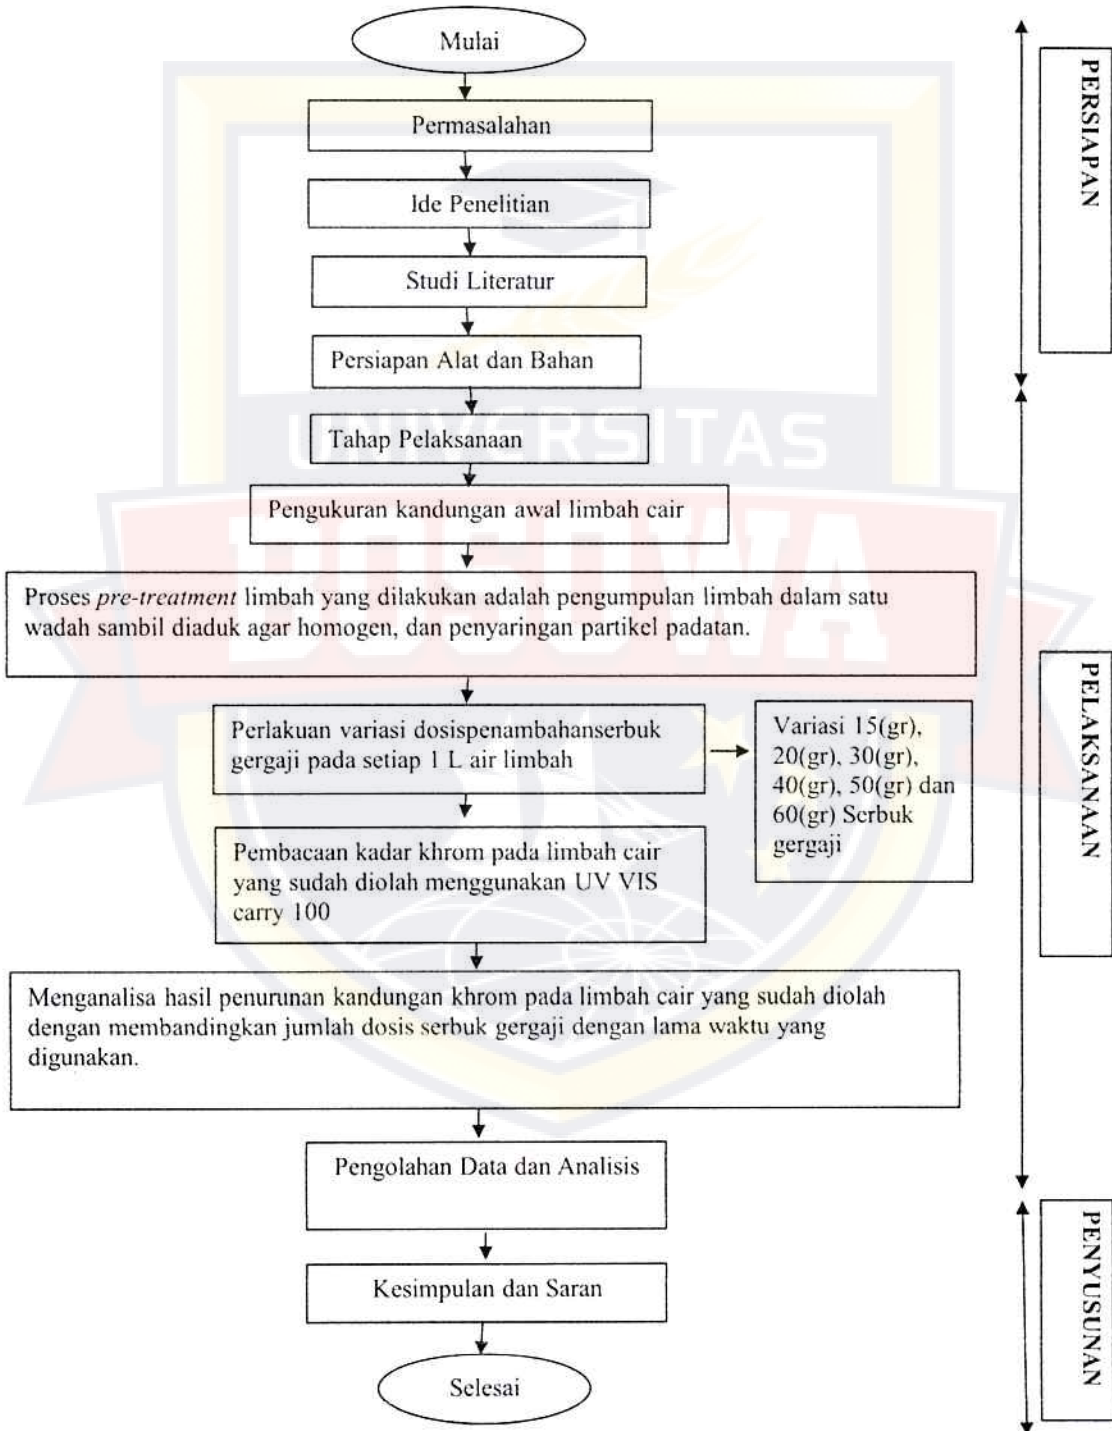 Mulai
Permasalahan
Ide Penelitian
Studi Literatur
Persiapan Alat dan Bahan
PERSIAPAN
UNIVERSITAS
BOSOWA
Tahap Pelaksanaan
Pengukuran kandungan awal limbah cair
Proses pre-treatment limbah yang dilakukan adalah pengumpulan limbah dalam satu
wadah sambil diaduk agar homogen, dan penyaringan partikel padatan.
Perlakuan variasi dosispenambahanserbuk
gergaji pada setiap 1 L air limbah
Variasi 15(gr),
20(gr), 30(gr),
40(gr), 50(gr) dan
60(gr) Serbuk
gergaji
Pembacaan kadar khrom pada limbah cair
yang sudah diolah menggunakan UV VIS
carry 100
Menganalisa hasil penurunan kandungan khrom pada limbah cair yang sudah diolah
dengan membandingkan jumlah dosis serbuk gergaji dengan lama waktu yang
digunakan.
PELAKSANAAN
Pengolahan Data dan Analisis
Kesimpulan dan Saran
Selesai
PENYUSUNAN